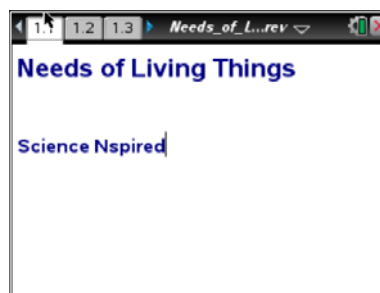 1.1 1.2 1.3 Needs_of_L...rev
Needs of Living Things
Science Nspired